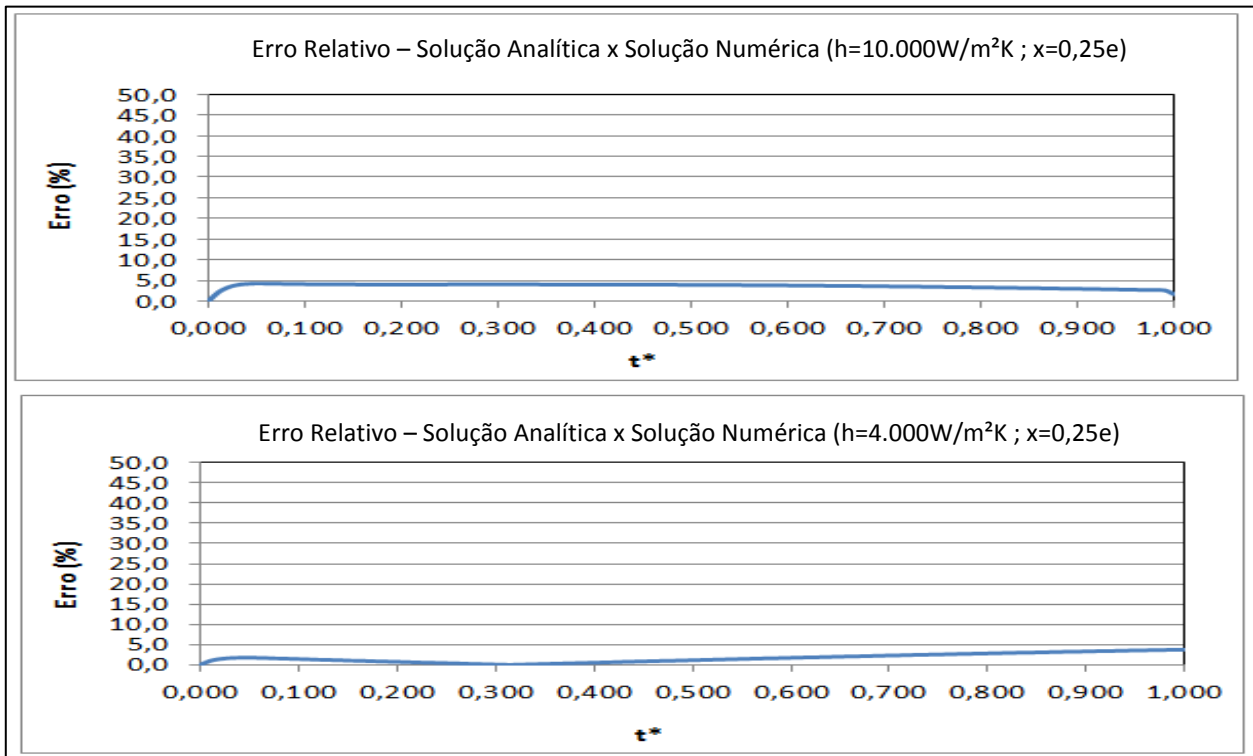 Erro Relativo – Solução Analítica x Solução Numérica (h=10.000W/m²K ; x=0,25e)
50,0
45,0
40,0
35,0
30,0
25,0
20,0
15,0
10,0
5,0
0,0
Erro (%)
0,000 0,100 0,200 0,300 0,400 0,500 0,600 0,700 0,800 0,900 1,000
t*
Erro Relativo – Solução Analítica x Solução Numérica (h=4.000W/m²K ; x=0,25e)
50,0
45,0
40,0
35,0
30,0
25,0
20,0
15,0
10,0
5,0
0,0
Erro (%)
0,000 0,100 0,200 0,300 0,400 0,500 0,600 0,700 0,800 0,900 1,000
t*